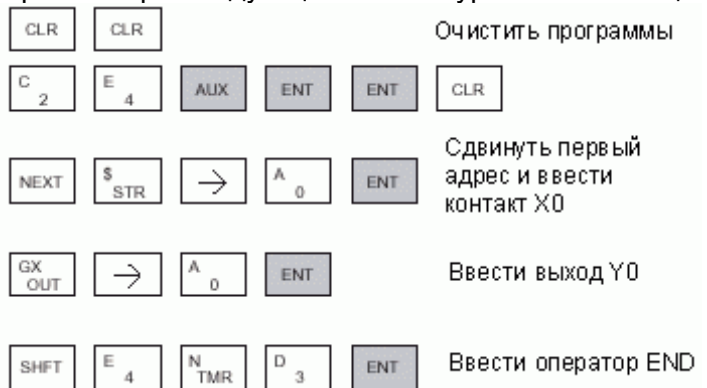 CLR CLR Очистить программы
C 2 E 4 AUX ENT ENT CLR
NEXT $ STR → A 0 ENT Сдвинуть первый
адрес и ввести
контакт X0
GX OUT → A 0 ENT Ввести выход Y0
SHFT E 4 N TMR D 3 ENT Ввести оператор END